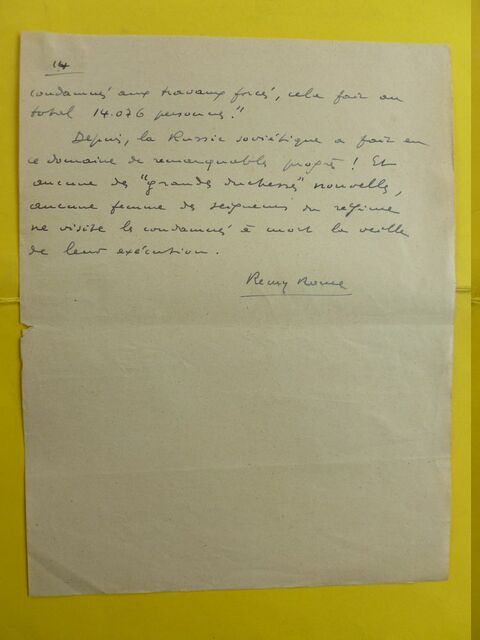 14
condamnés aux travaux forcés, cela fait au
total 14.076 personnes."
Depuis, la Russie soviétique a fait en
ce domaine de remarquables progrès ! Et
aucune des "grandes duchesses" nouvelles,
aucune femme des seigneurs du régime
ne visite les condamnés à mort la veille
de leur exécution.
Remy Roure